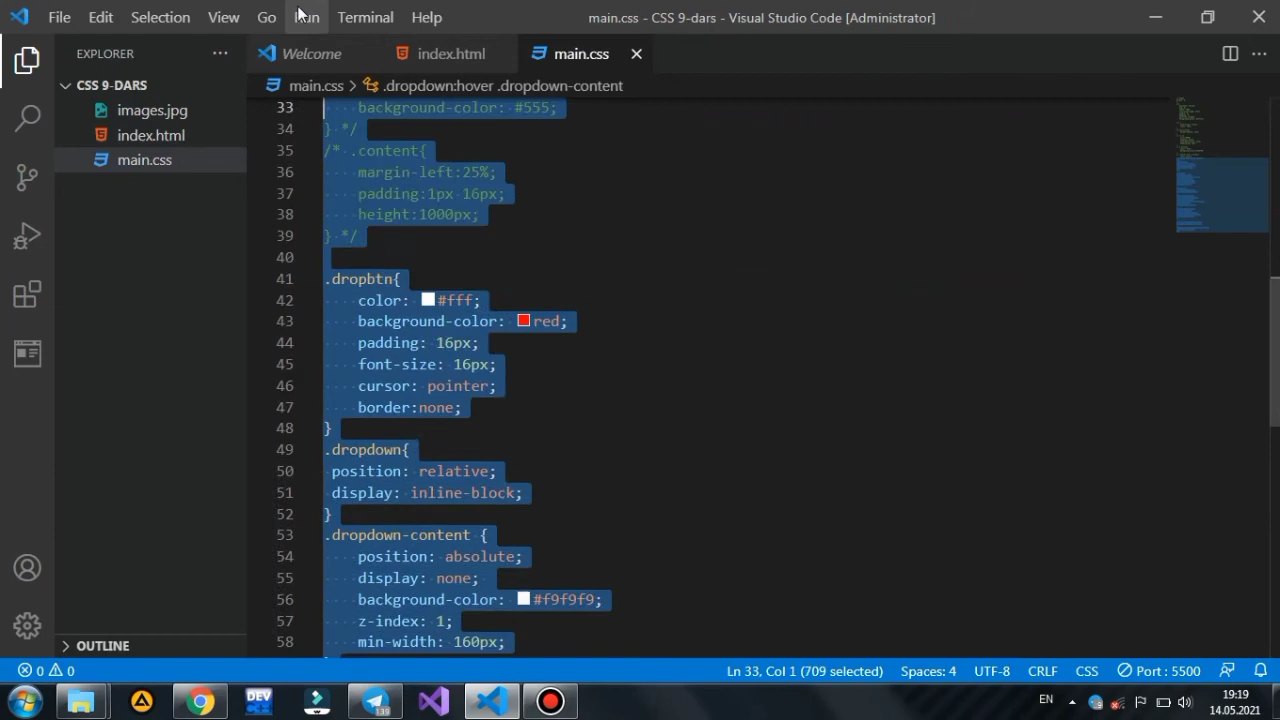 File Edit Selection View Go Run Terminal Help main.css - CSS 9-dars - Visual Studio Code [Administrator]
EXPLORER
Welcome index.html main.css
CSS 9-DARS
main.css > .dropdown:hover .dropdown-content
images.jpg
index.html
main.css
33 background-color: #555;
34 } */
35 /* .content{
36 margin-left:25%;
37 padding:1px 16px;
38 height:1000px;
39 } */
40
41 .dropbtn{
42 color: #fff;
43 background-color: red;
44 padding: 16px;
45 font-size: 16px;
46 cursor: pointer;
47 border:none;
48 }
49 .dropdown{
50 position: relative;
51 display: inline-block;
52 }
53 .dropdown-content {
54 position: absolute;
55 display: none;
56 background-color: #f9f9f9;
57 z-index: 1;
58 min-width: 160px;
OUTLINE
0 0 Ln 33, Col 1 (709 selected) Spaces: 4 UTF-8 CRLF CSS Port : 5500
DEV
139
EN
19:19
14.05.2021